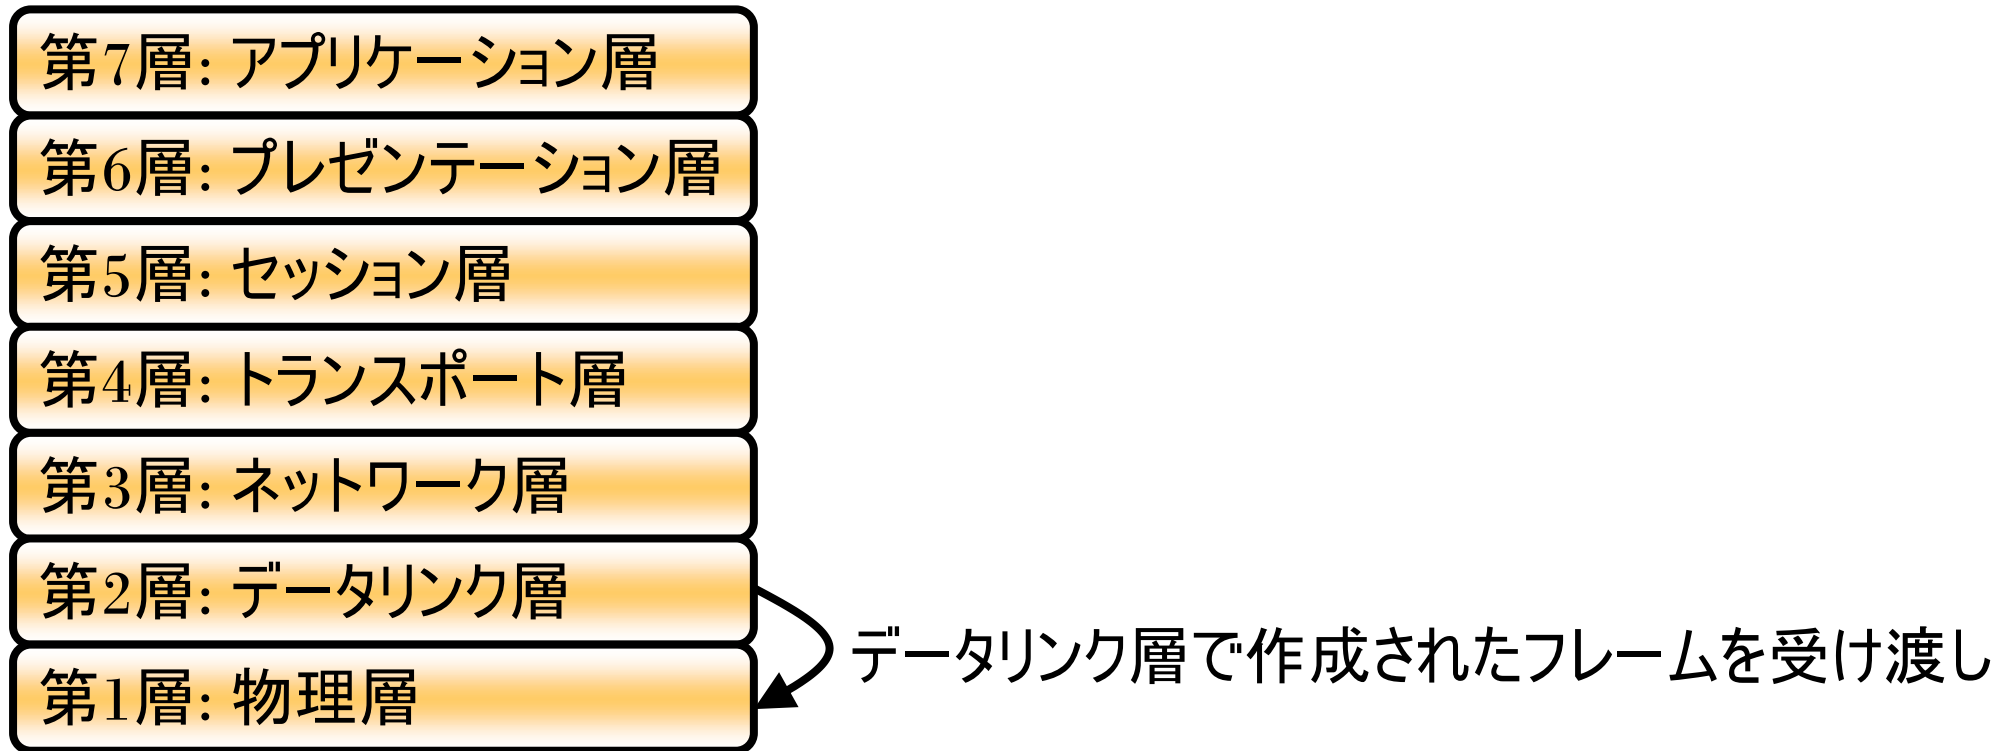 第7層: アプリケーション層
第6層: プレゼンテーション層
第5層: セッション層
第4層: トランスポート層
第3層: ネットワーク層
第2層: データリンク層
データリンク層で作成されたフレームを受け渡し
第1層: 物理層